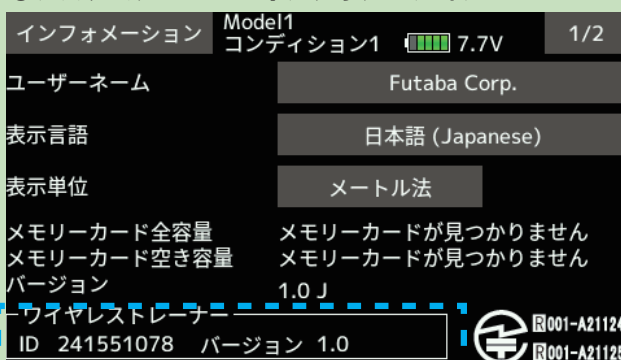 インフォメーション Model1 1/2
コンディション1 7.7V
ユーザーネーム Futaba Corp.
表示言語 日本語 (Japanese)
表示単位 メートル法
メモリーカード全容量 メモリーカードが見つかりません
メモリーカード空き容量 メモリーカードが見つかりません
バージョン 1.0 J
ワイヤレストレーナー
ID 241551078 バージョン 1.0
R 001-A21124
R 001-A21125